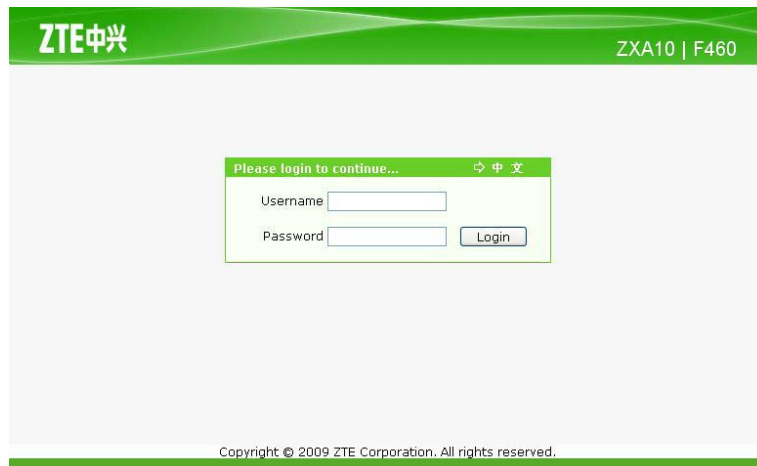 ZTE中兴
ZXA10 | F460
Please login to continue... ⇨ 中 文
Username
Password Login
Copyright © 2009 ZTE Corporation. All rights reserved.